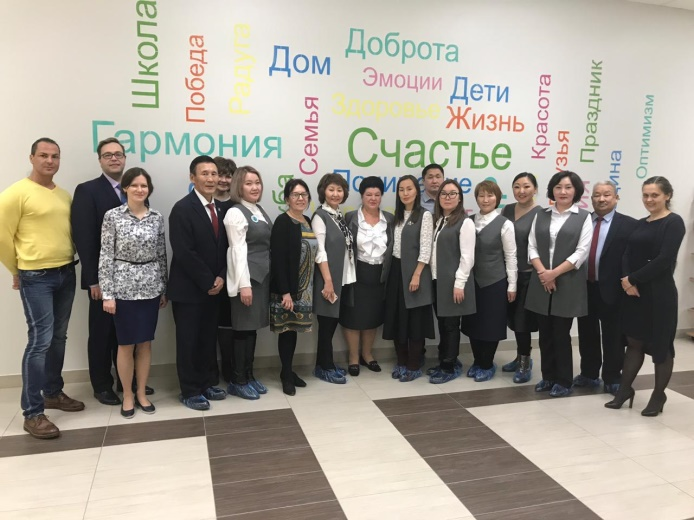 Школа
Победа
Радуга
Дом
Доброта
Эмоции
Дети
Здоровье
Жизнь
Красота
Праздник
Оптимизм
Гармония
Семья
Счастье